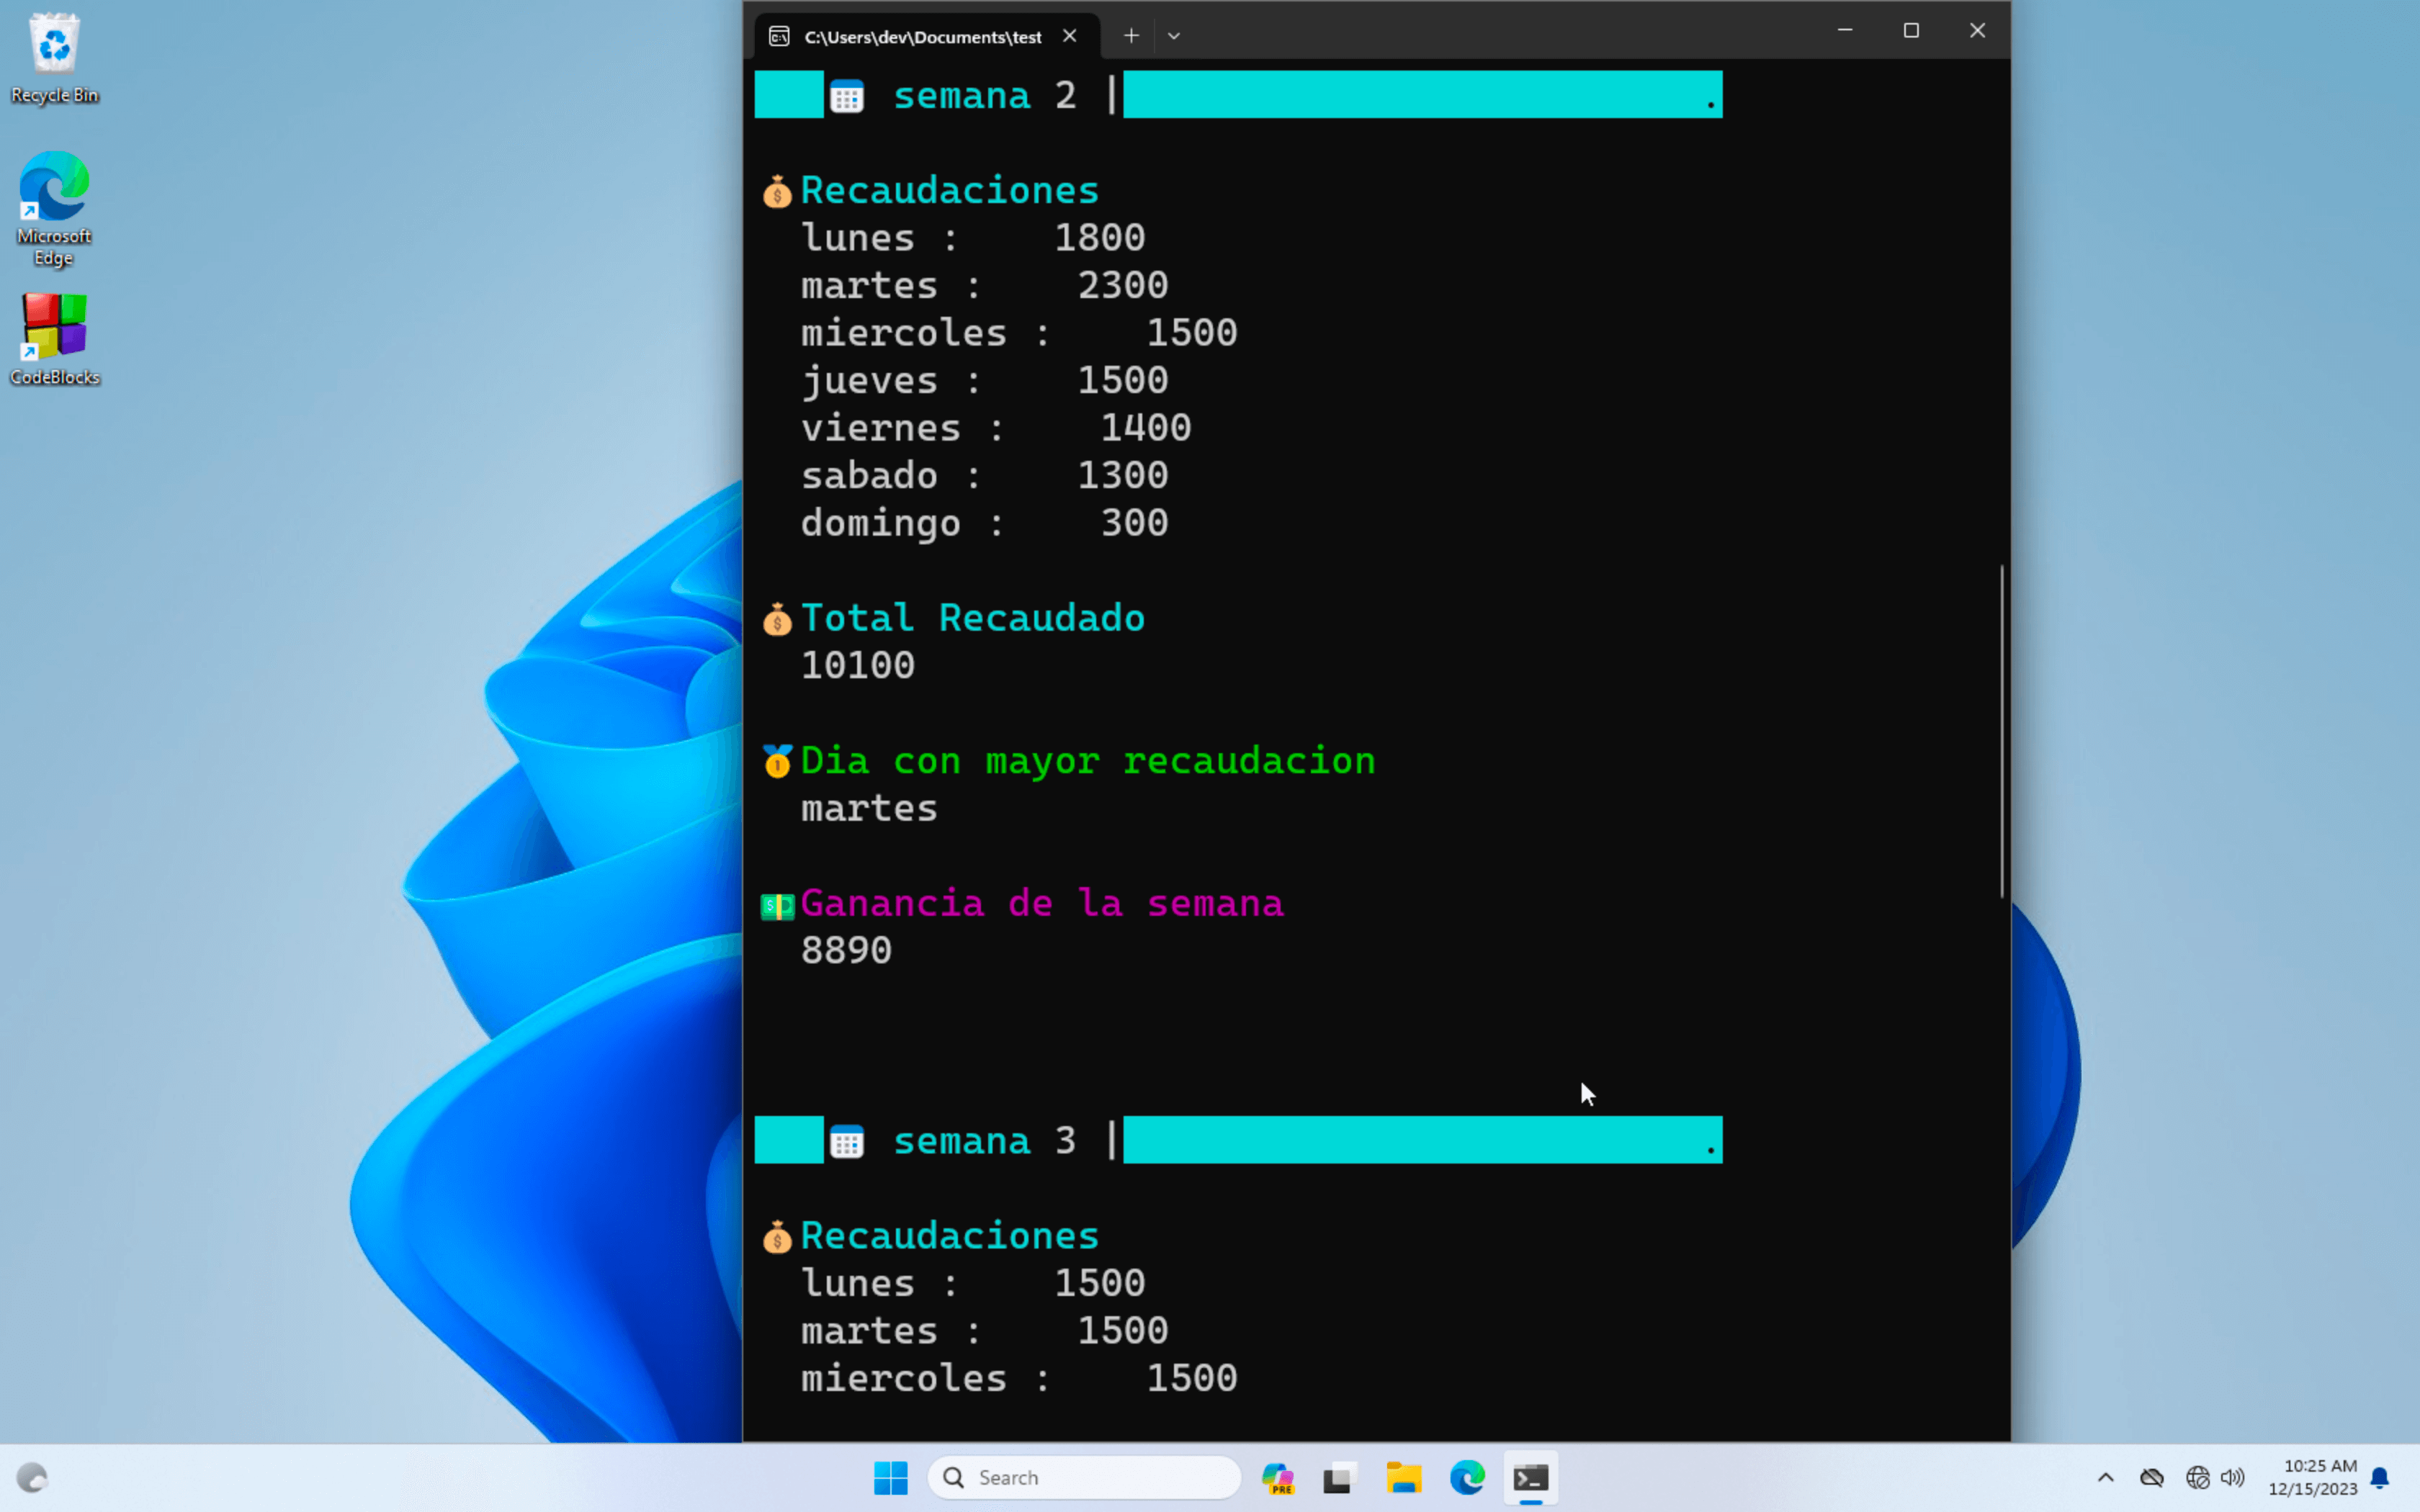 Recycle Bin
Microsoft
Edge
CodeBlocks
C:\Users\dev\Documents\test
semana 2 |
.
Recaudaciones
lunes :    1800
martes :    2300
miercoles :    1500
jueves :    1500
viernes :    1400
sabado :    1300
domingo :    300
Total Recaudado
10100
Dia con mayor recaudacion
martes
Ganancia de la semana
8890
semana 3 |
.
Recaudaciones
lunes :    1500
martes :    1500
miercoles :    1500
Search
PRE
10:25 AM
12/15/2023